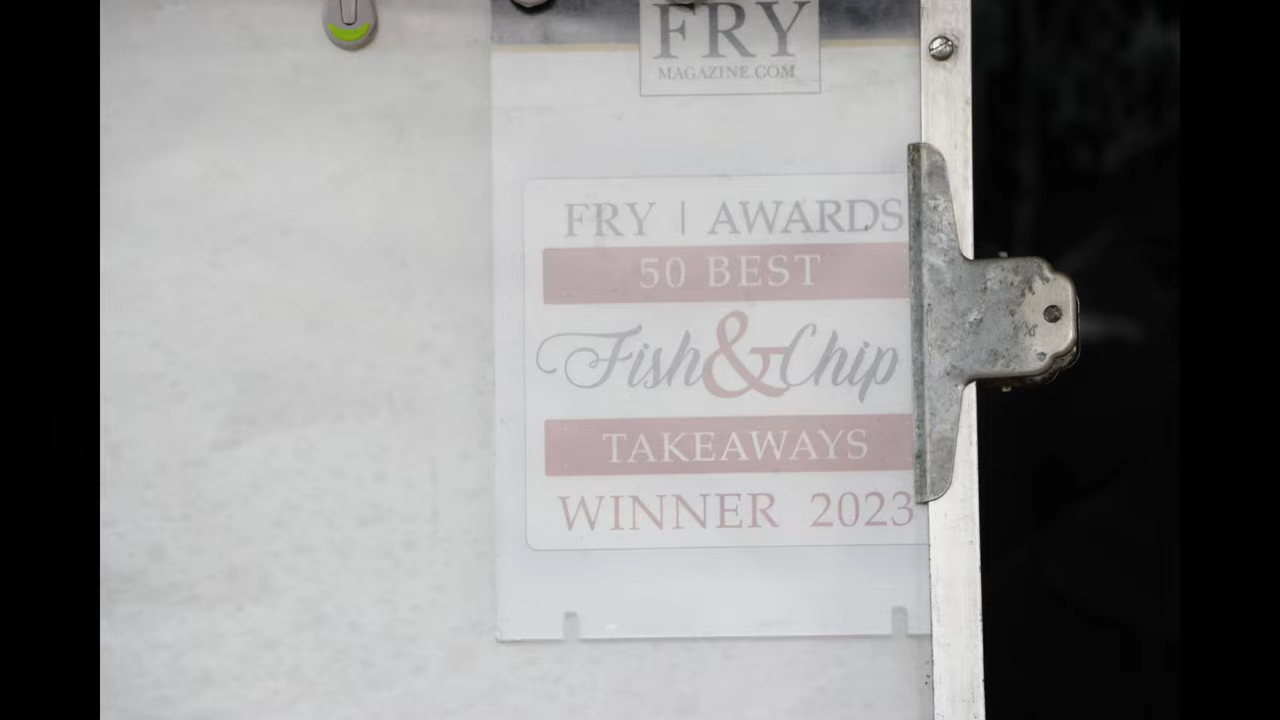 FRY
MAGAZINE.COM
FRY | AWARDS
50 BEST
Fish & Chip
TAKEAWAYS
WINNER 2023